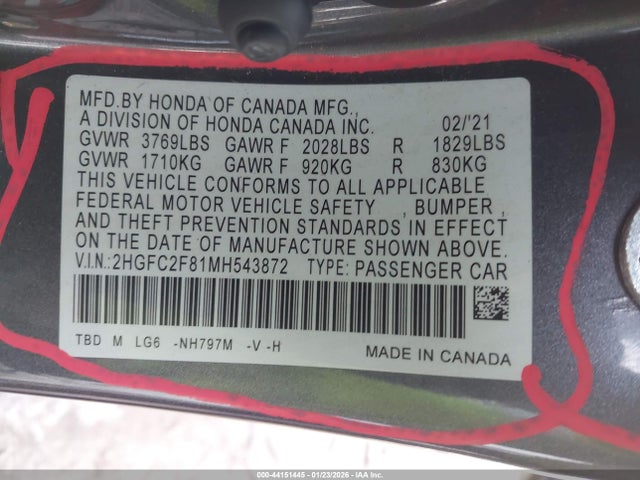 MFD.BY HONDA OF CANADA MFG.,
A DIVISION OF HONDA CANADA INC. 02/'21
GVWR 3769LBS GAWR F 2028LBS R 1829LBS
GVWR 1710KG GAWR F 920KG R 830KG
THIS VEHICLE CONFORMS TO ALL APPLICABLE
FEDERAL MOTOR VEHICLE SAFETY , BUMPER ,
AND THEFT PREVENTION STANDARDS IN EFFECT
ON THE DATE OF MANUFACTURE SHOWN ABOVE.
V.I.N.:2HGFC2F81MH543872 TYPE: PASSENGER CAR
TBD M LG6 -NH797M -V -H
MADE IN CANADA
000-44151445 - 01/23/2026 - IAA Inc.